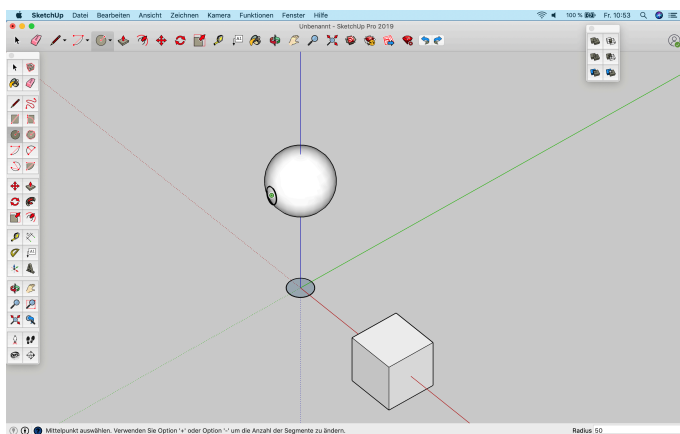 SketchUp Datei Bearbeiten Ansicht Zeichnen Kamera Funktionen Fenster Hilfe 100 % Fr. 10:53
Unbenannt - SketchUp Pro 2019
Mittelpunkt auswählen. Verwenden Sie Option '+' oder Option '-' um die Anzahl der Segmente zu ändern. Radius 50